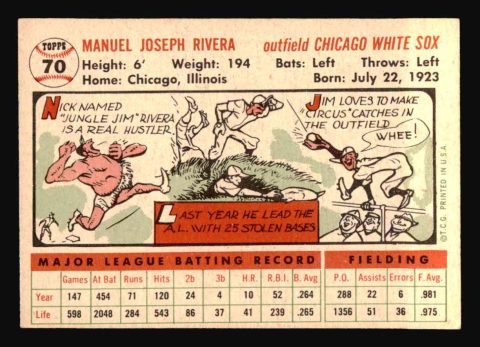 TOPPS
70
MANUEL JOSEPH RIVERA outfield CHICAGO WHITE SOX
Height: 6' Weight: 194 Bats: Left Throws: Left
Home: Chicago, Illinois Born: July 22, 1923
NICK NAMED
"JUNGLE JIM" RIVERA
IS A REAL HUSTLER.
LAST YEAR HE LEAD THE
A.L. WITH 25 STOLEN BASES
JIM LOVES TO MAKE
"CIRCUS" CATCHES IN
THE OUTFIELD.
WHEE!
© T.C.G. PRINTED IN U.S.A.
MAJOR LEAGUE BATTING RECORD FIELDING
Games At Bat Runs Hits 2b 3b H.R. R.B.I. B. Avg P.O. Assists Errors F. Avg.
Year 147 454 71 120 24 4 10 52 .264 288 22 6 .981
Life 598 2048 284 543 86 37 41 239 .265 1356 51 36 .975